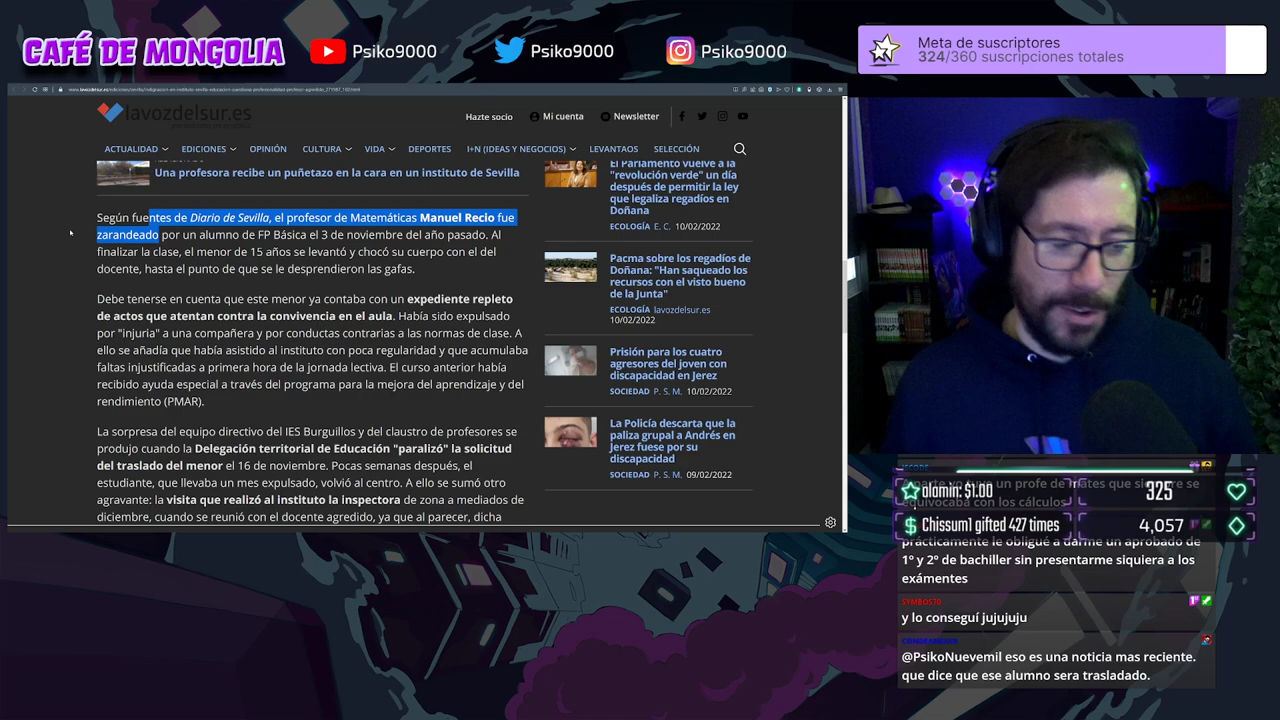 CAFÉ DE MONGOLIA
Psiko9000
Psiko9000
Psiko9000
Meta de suscriptores
324/360 suscripciones totales
lavozdelsur.es
Hazte socio
Mi cuenta
Newsletter
ACTUALIDAD
EDICIONES
OPINIÓN
CULTURA
VIDA
DEPORTES
I+N (IDEAS Y NEGOCIOS)
LEVANTAOS
SELECCIÓN
Una profesora recibe un puñetazo en la cara en un instituto de Sevilla
Según fuentes de Diario de Sevilla, el profesor de Matemáticas Manuel Recio fue
zarandeado por un alumno de FP Básica el 3 de noviembre del año pasado. Al
finalizar la clase, el menor de 15 años se levantó y chocó su cuerpo con el del
docente, hasta el punto de que se le desprendieron las gafas.
Debe tenerse en cuenta que este menor ya contaba con un expediente repleto
de actos que atentan contra la convivencia en el aula. Había sido expulsado
por "injuria" a una compañera y por conductas contrarias a las normas de clase. A
ello se añadía que había asistido al instituto con poca regularidad y que acumulaba
faltas injustificadas a primera hora de la jornada lectiva. El curso anterior había
recibido ayuda especial a través del programa para la mejora del aprendizaje y del
rendimiento (PMAR).
La sorpresa del equipo directivo del IES Burguillos y del claustro de profesores se
produjo cuando la Delegación territorial de Educación "paralizó" la solicitud
del traslado del menor el 16 de noviembre. Pocas semanas después, el
estudiante, que llevaba un mes expulsado, volvió al centro. A ello se sumó otro
agravante: la visita que realizó al instituto la inspectora de zona a mediados de
diciembre, cuando se reunió con el docente agredido, ya que al parecer, dicha
El Parlamento vuelve a la
"revolución verde" un día
después de permitir la ley
que legaliza regadíos en
Doñana
ECOLOGÍA E. C. 10/02/2022
Pacma sobre los regadíos de
Doñana: "Han saqueado los
recursos con el visto bueno
de la Junta"
ECOLOGÍA lavozdelsur.es
10/02/2022
Prisión para los cuatro
agresores del joven con
discapacidad en Jerez
SOCIEDAD P. S. M. 10/02/2022
La Policía descarta que la
paliza grupal a Andrés en
Jerez fuese por su
discapacidad
SOCIEDAD P. S. M. 09/02/2022
olamin: $1.00
325
Chissum1 gifted 427 times
4,057
equivocaba con los cálculos
prácticamente le obligué a darme un aprobado de
1º y 2º de bachiller sin presentarme siquiera a los
exámentes
SYMBOS70
y lo conseguí jujujuju
@PsikoNuevemil eso es una noticia mas reciente.
que dice que ese alumno sera trasladado.